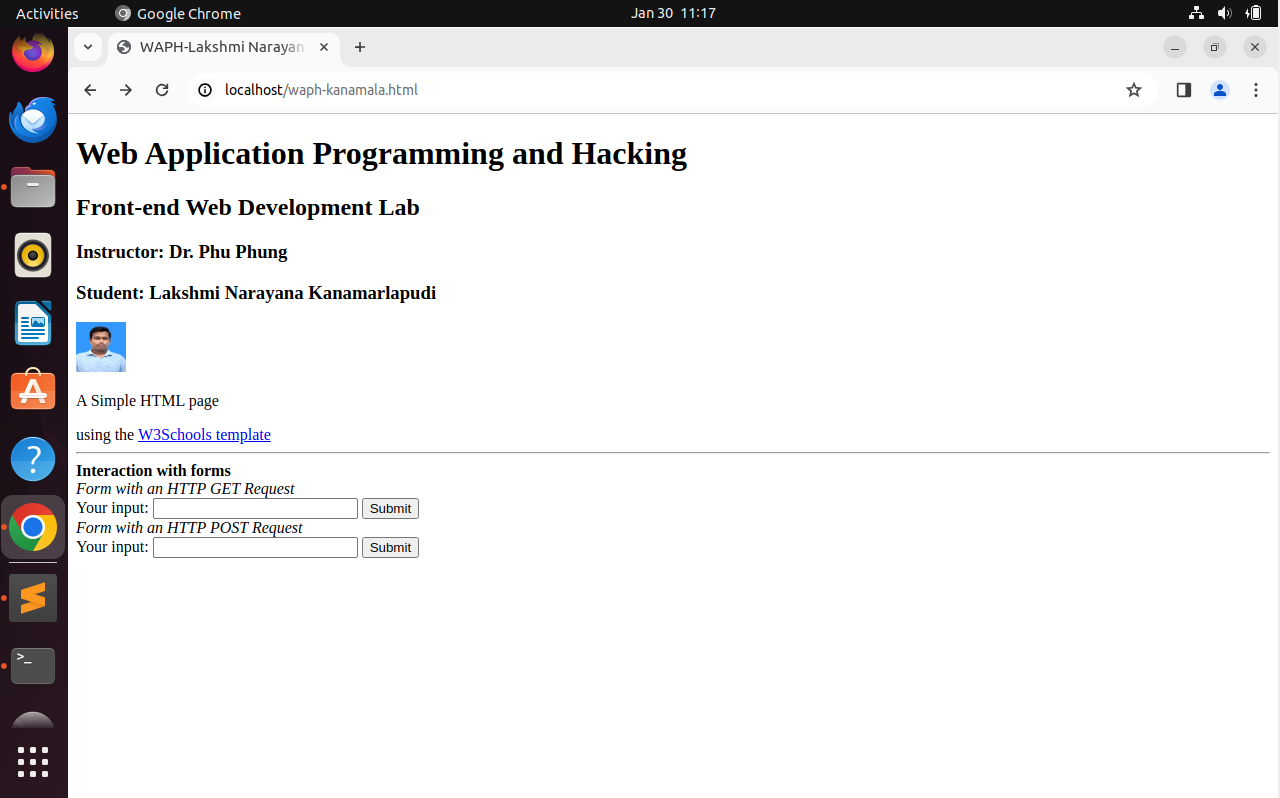 Activities
Google Chrome
Jan 30 11:17
WAPH-Lakshmi Narayan
localhost/waph-kanamala.html
Web Application Programming and Hacking
Front-end Web Development Lab
Instructor: Dr. Phu Phung
Student: Lakshmi Narayana Kanamarlapudi
A Simple HTML page
using the W3Schools template
Interaction with forms
Form with an HTTP GET Request
Your input: Submit
Form with an HTTP POST Request
Your input: Submit